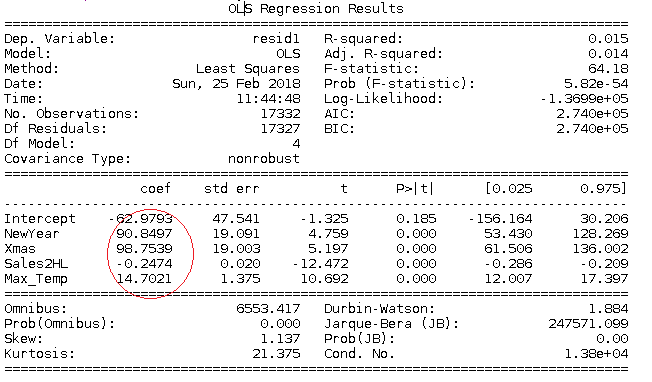 OLS Regression Results
Dep. Variable: resid1 R-squared: 0.015
Model: OLS Adj. R-squared: 0.014
Method: Least Squares F-statistic: 64.18
Date: Sun, 25 Feb 2018 Prob (F-statistic): 5.82e-54
Time: 11:44:48 Log-Likelihood: -1.3699e+05
No. Observations: 17332 AIC: 2.740e+05
Df Residuals: 17327 BIC: 2.740e+05
Df Model: 4
Covariance Type: nonrobust
coef std err t P>|t| [0.025 0.975]
Intercept -62.9793 47.541 -1.325 0.185 -156.164 30.206
NewYear 90.8497 19.091 4.759 0.000 53.430 128.269
Xmas 98.7539 19.003 5.197 0.000 61.506 136.002
Sales2HL -0.2474 0.020 -12.472 0.000 -0.286 -0.209
Max_Temp 14.7021 1.375 10.692 0.000 12.007 17.397
Omnibus: 6553.417 Durbin-Watson: 1.884
Prob(Omnibus): 0.000 Jarque-Bera (JB): 247571.099
Skew: 1.137 Prob(JB): 0.00
Kurtosis: 21.375 Cond. No. 1.38e+04